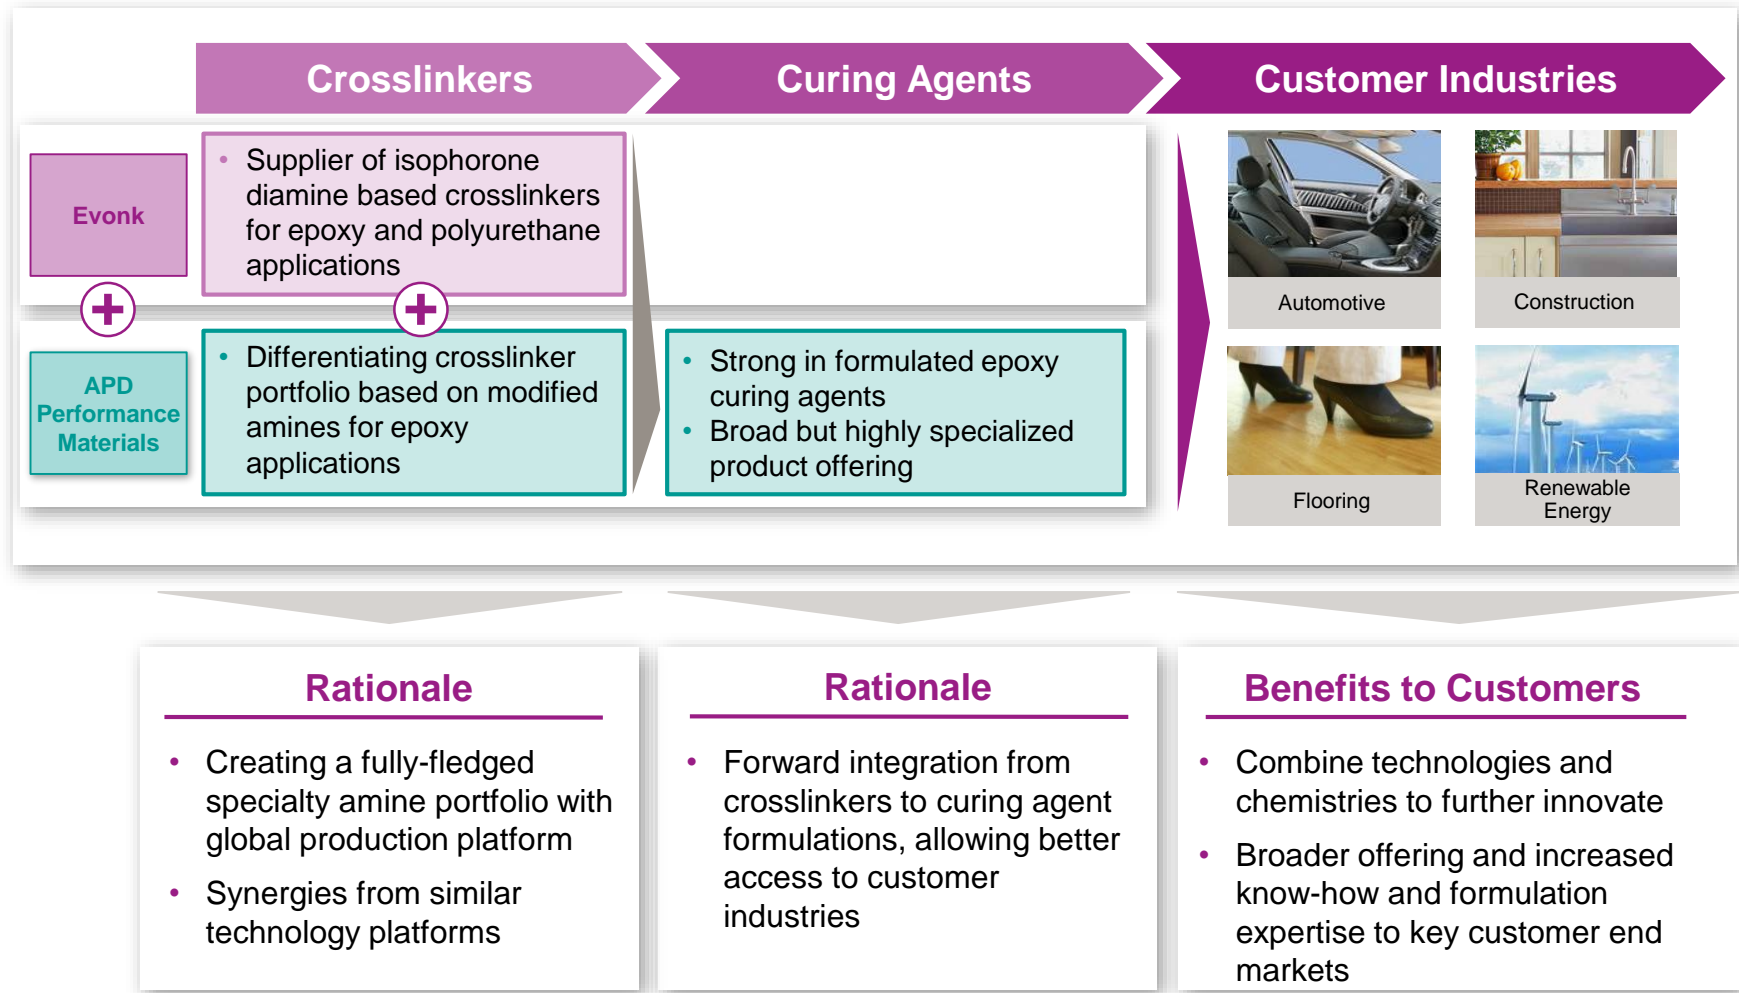 Crosslinkers
Curing Agents
Customer Industries
Evonk
• Supplier of isophorone
diamine based crosslinkers
for epoxy and polyurethane
applications
APD
Performance
Materials
• Differentiating crosslinker
portfolio based on modified
amines for epoxy
applications
• Strong in formulated epoxy
curing agents
• Broad but highly specialized
product offering
Automotive
Construction
Flooring
Renewable
Energy
Rationale
• Creating a fully-fledged
specialty amine portfolio with
global production platform
• Synergies from similar
technology platforms
Rationale
• Forward integration from
crosslinkers to curing agent
formulations, allowing better
access to customer
industries
Benefits to Customers
• Combine technologies and
chemistries to further innovate
• Broader offering and increased
know-how and formulation
expertise to key customer end
markets